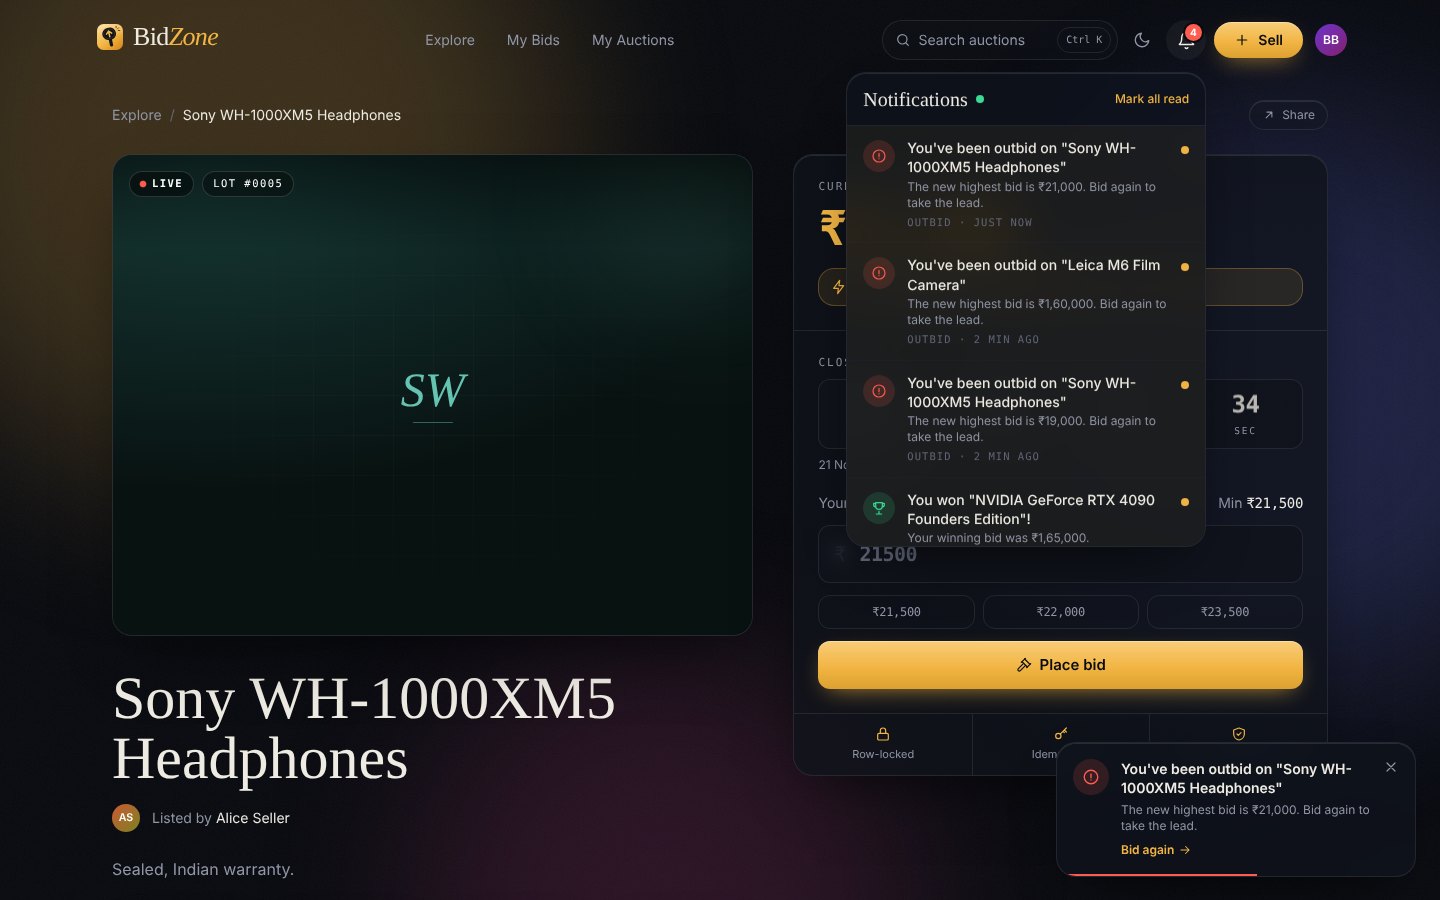 BidZone
Explore
My Bids
My Auctions
Search auctions
Ctrl K
4
Sell
BB
Explore / Sony WH-1000XM5 Headphones
Share
Notifications
Mark all read
You've been outbid on "Sony WH-
1000XM5 Headphones"
The new highest bid is ₹21,000. Bid again to
take the lead.
OUTBID · JUST NOW
You've been outbid on "Leica M6 Film
Camera"
The new highest bid is ₹1,60,000. Bid again to
take the lead.
OUTBID · 2 MIN AGO
You've been outbid on "Sony WH-
1000XM5 Headphones"
The new highest bid is ₹19,000. Bid again to
take the lead.
OUTBID · 2 MIN AGO
You won "NVIDIA GeForce RTX 4090
Founders Edition"!
Your winning bid was ₹1,65,000.
LIVE
LOT #0005
SW
₹
34
SEC
21
Min ₹21,500
₹ 21500
₹21,500
₹22,000
₹23,500
Place bid
Row-locked
Sony WH-1000XM5
Headphones
AS
Listed by Alice Seller
Sealed, Indian warranty.
You've been outbid on "Sony WH-
1000XM5 Headphones"
The new highest bid is ₹21,000. Bid again to
take the lead.
Bid again →